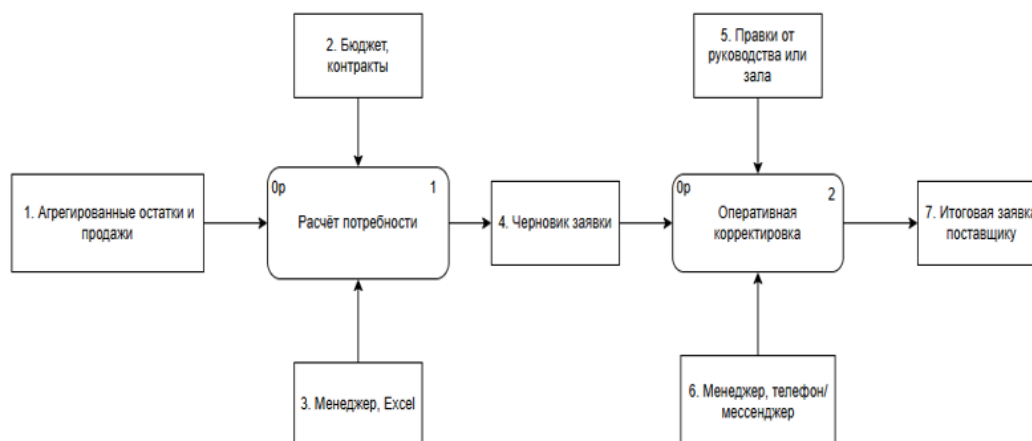 2. Бюджет,
контракты
5. Правки от
руководства или
зала
0р
1
Расчёт потребности
0р
2
Оперативная
корректировка
1. Агрегированные остатки и
продажи
4. Черновик заявки
7. Итоговая заявка
поставщику
3. Менеджер, Excel
6. Менеджер, телефон/
мессенджер